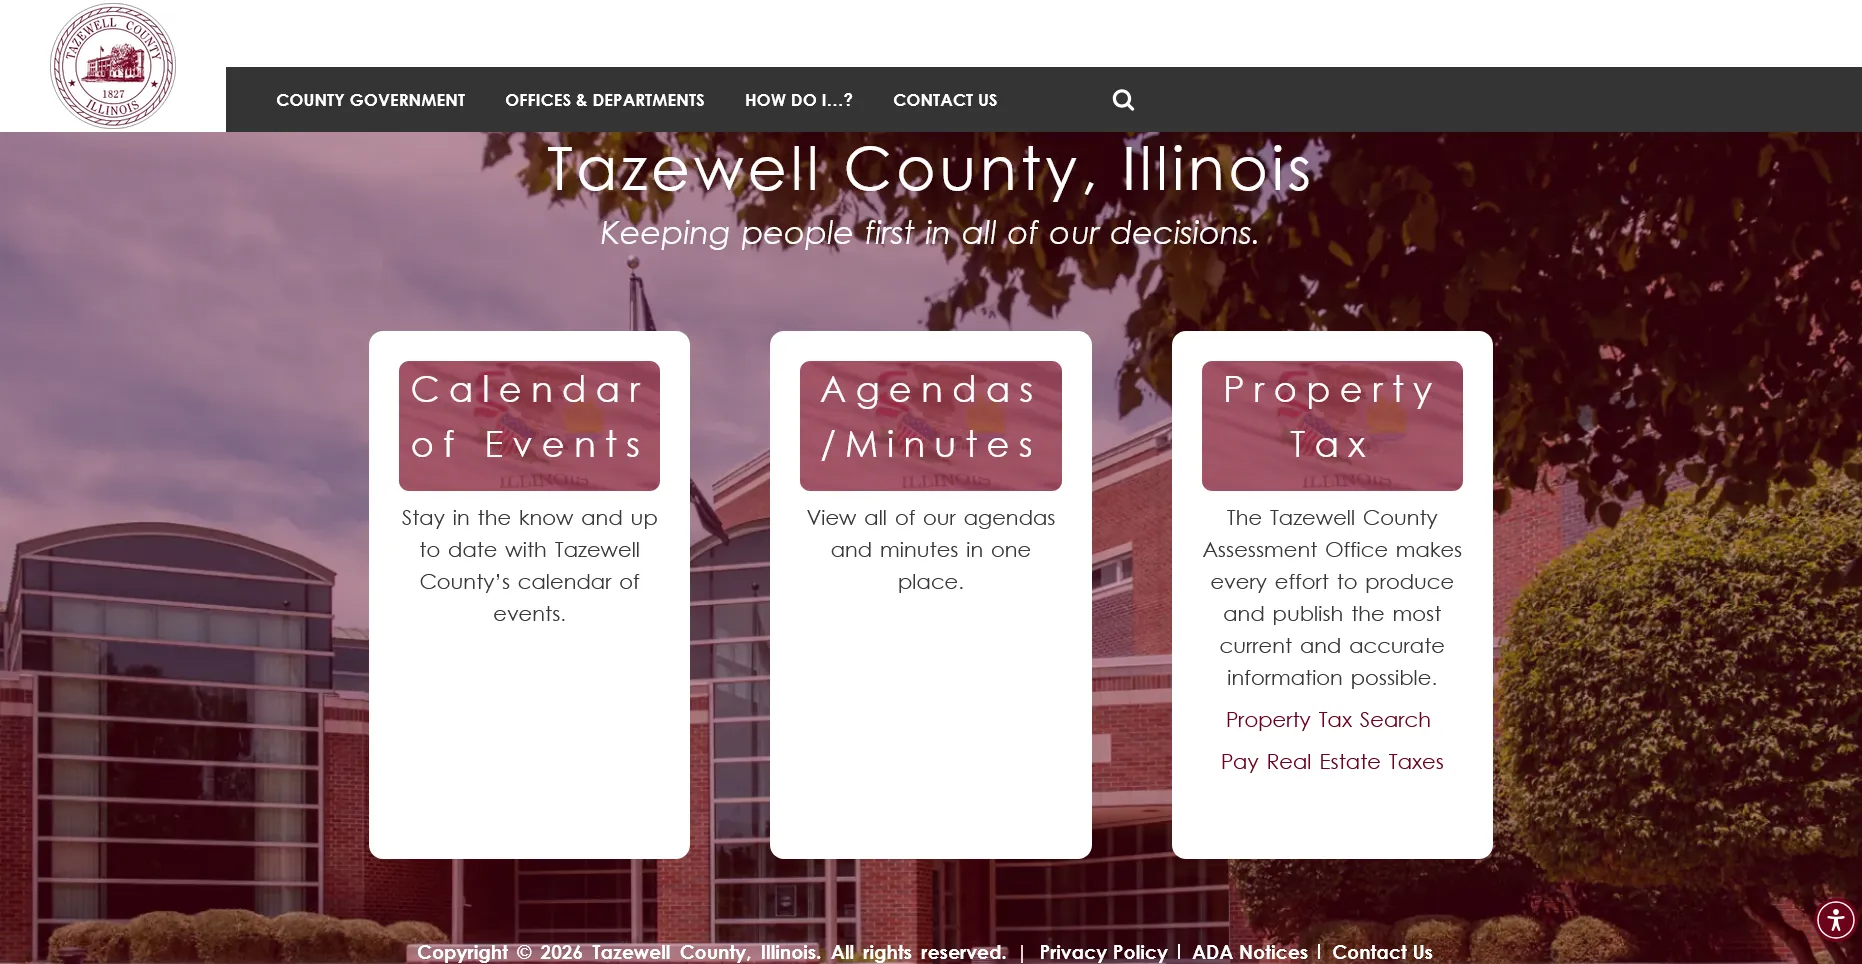 TAZEWELL COUNTY
1827
ILLINOIS
COUNTY GOVERNMENT
OFFICES & DEPARTMENTS
HOW DO I...?
CONTACT US
Tazewell County, Illinois
Keeping people first in all of our decisions.
Calendar
of Events
ILLINOIS
Stay in the know and up
to date with Tazewell
County’s calendar of
events.
Agendas
/Minutes
ILLINOIS
View all of our agendas
and minutes in one
place.
Property
Tax
ILLINOIS
The Tazewell County
Assessment Office makes
every effort to produce
and publish the most
current and accurate
information possible.
Property Tax Search
Pay Real Estate Taxes
Copyright © 2026 Tazewell County, Illinois. All rights reserved. | Privacy Policy | ADA Notices | Contact Us